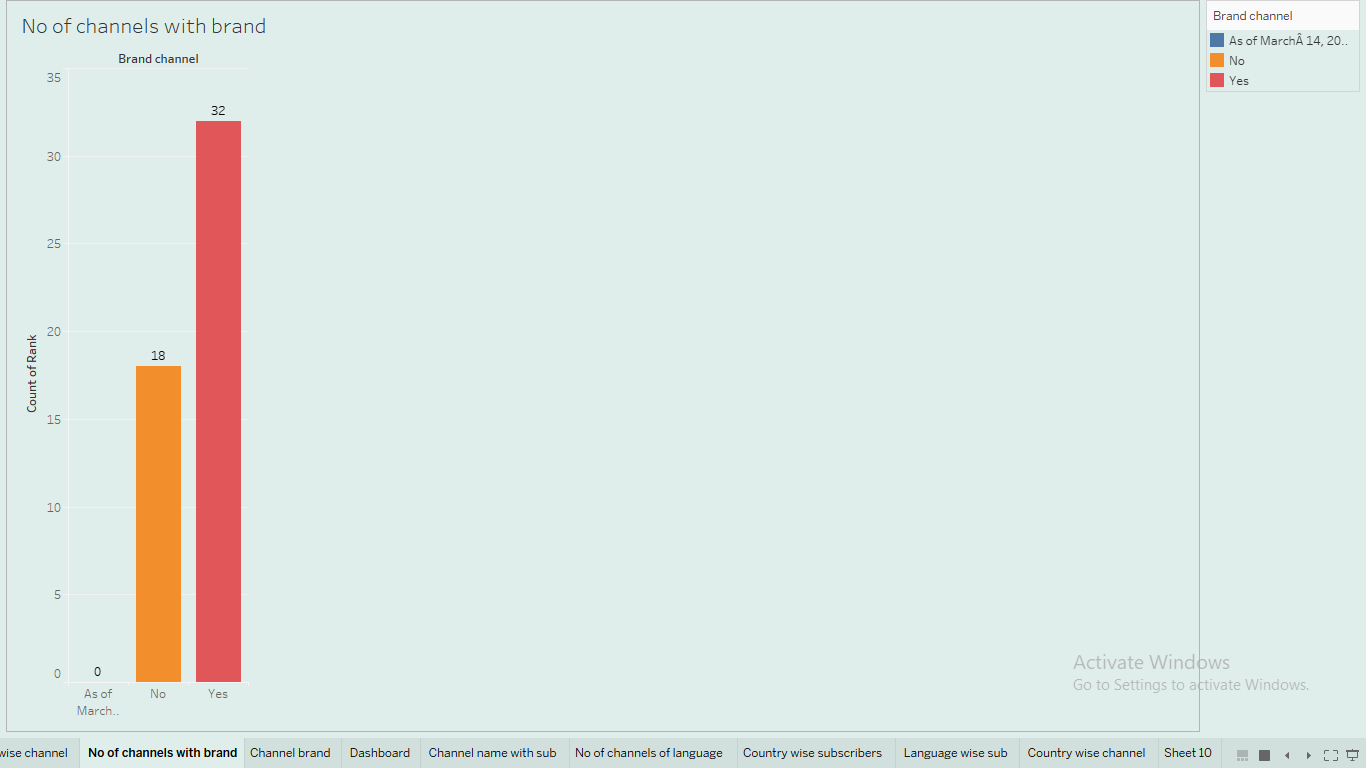 No of channels with brand
Brand channel
35
30
25
20
15
10
5
0
Count of Rank
0
18
32
As of March..
No
Yes
Brand channel
As of MarchÂ 14, 20..
No
Yes
Activate Windows
Go to Settings to activate Windows.
wise channel
No of channels with brand
Channel brand
Dashboard
Channel name with sub
No of channels of language
Country wise subscribers
Language wise sub
Country wise channel
Sheet 10